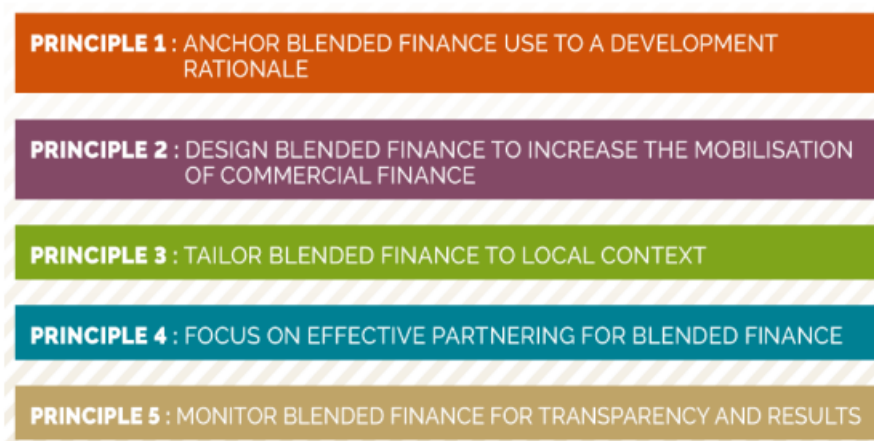 PRINCIPLE 1 : ANCHOR BLENDED FINANCE USE TO A DEVELOPMENT
RATIONALE
PRINCIPLE 2 : DESIGN BLENDED FINANCE TO INCREASE THE MOBILISATION
OF COMMERCIAL FINANCE
PRINCIPLE 3 : TAILOR BLENDED FINANCE TO LOCAL CONTEXT
PRINCIPLE 4 : FOCUS ON EFFECTIVE PARTNERING FOR BLENDED FINANCE
PRINCIPLE 5 : MONITOR BLENDED FINANCE FOR TRANSPARENCY AND RESULTS